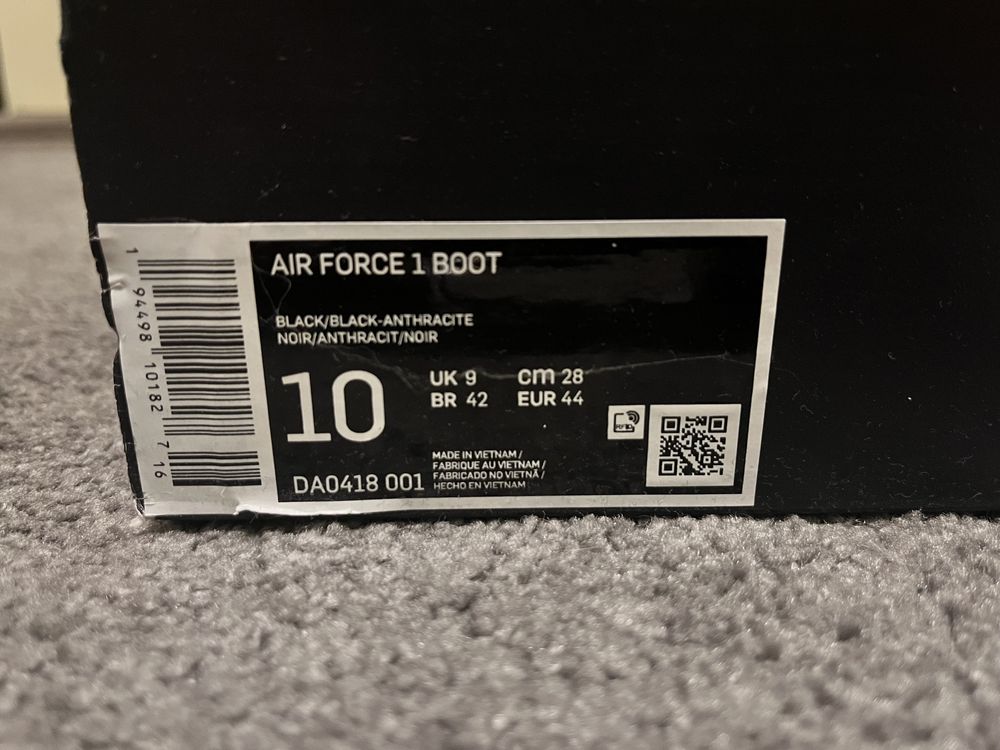 AIR FORCE 1 BOOT
BLACK/BLACK-ANTHRACITE
NOIR/ANTHRACIT/NOIR
10
UK 9 cm 28
BR 42 EUR 44
DA0418 001
MADE IN VIETNAM /
FABRIQUE AU VIETNAM /
FABRICADO NO VIETNÃ /
HECHO EN VIETNAM
RFID
1 94498 10182 7 16